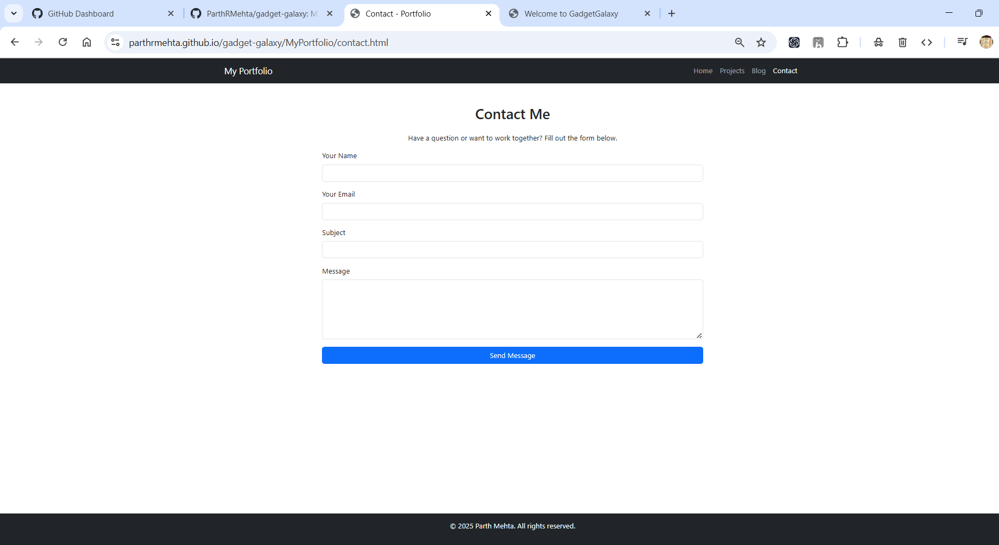 GitHub Dashboard
ParthRMehta/gadget-galaxy: M
Contact - Portfolio
Welcome to GadgetGalaxy
parthrmehta.github.io/gadget-galaxy/MyPortfolio/contact.html
My Portfolio
Home
Projects
Blog
Contact
Contact Me
Have a question or want to work together? Fill out the form below.
Your Name
Your Email
Subject
Message
Send Message
© 2025 Parth Mehta. All rights reserved.